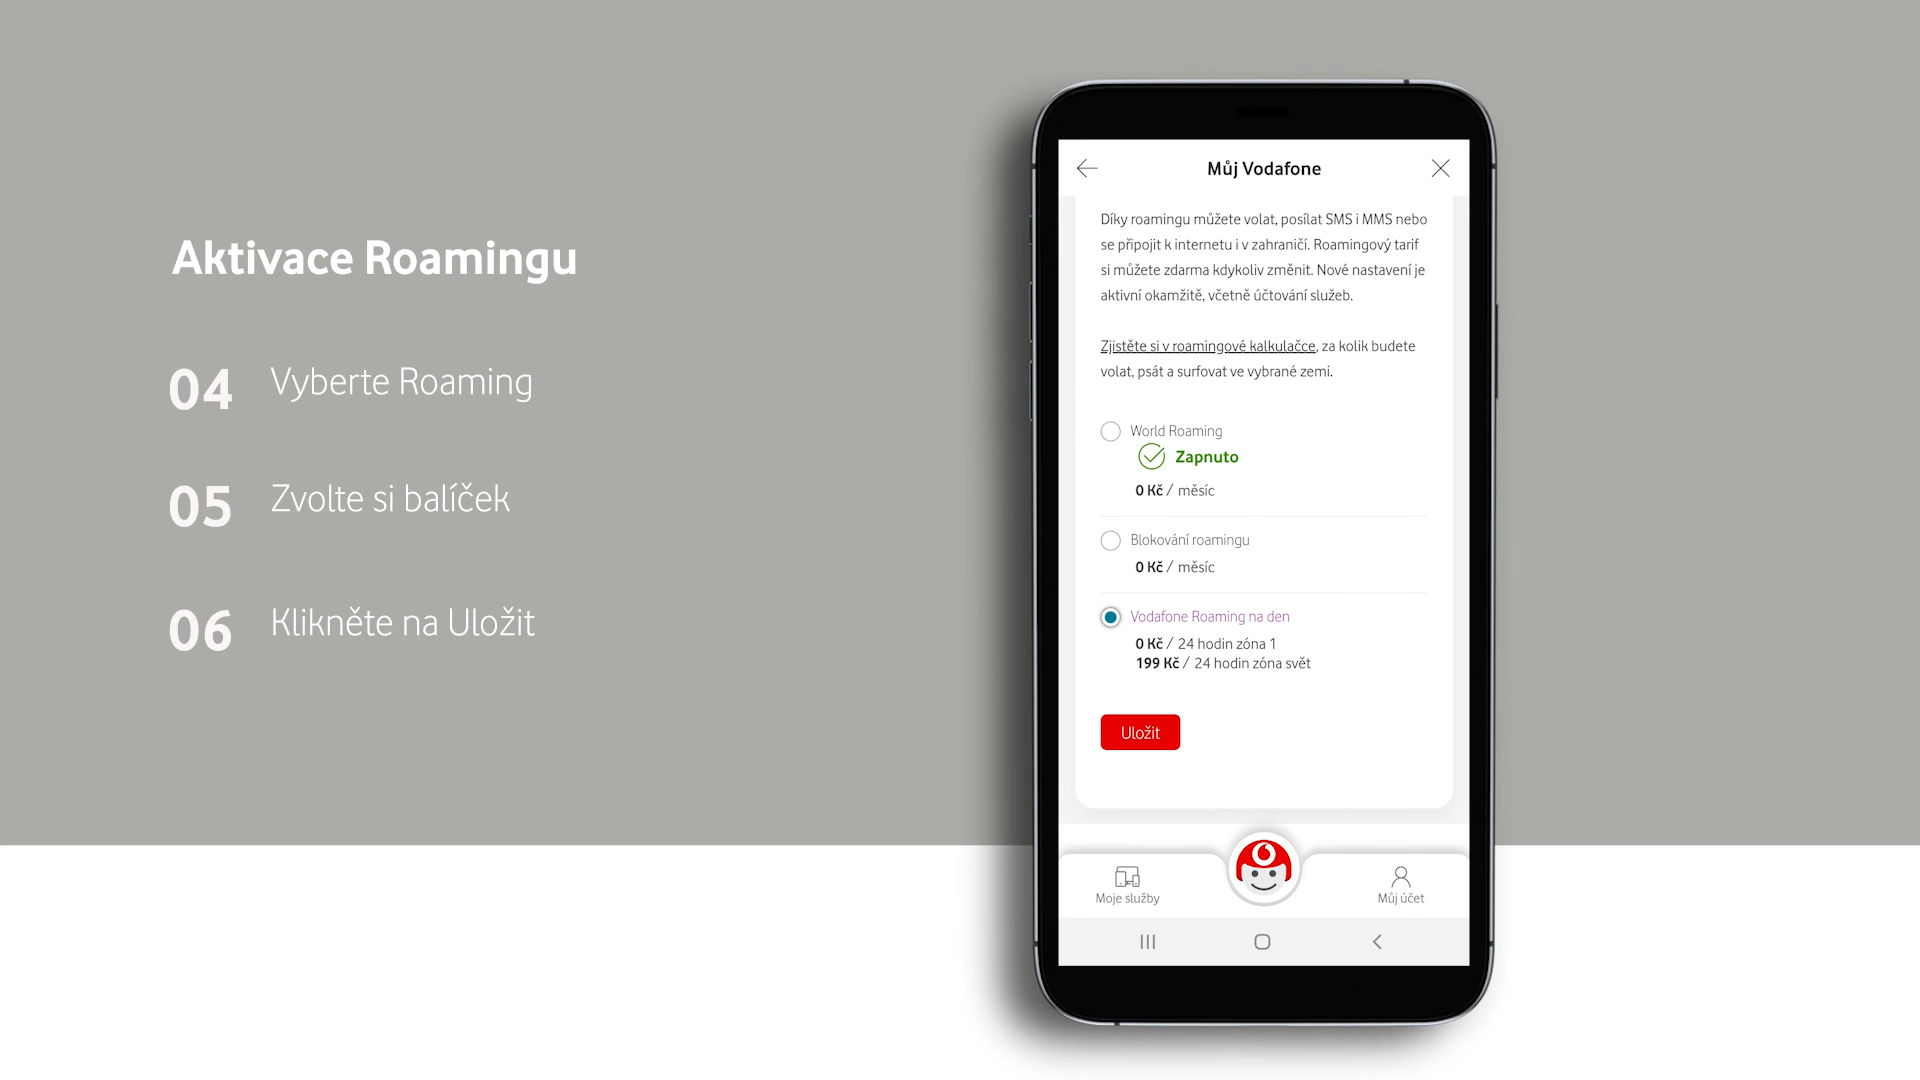 Aktivace Roamingu
04 Vyberte Roaming
05 Zvolte si balíček
06 Klikněte na Uložit
Můj Vodafone
Díky roamingu můžete volat, posílat SMS i MMS nebo
se připojit k internetu i v zahraničí. Roamingový tarif
si můžete zdarma kdykoliv změnit. Nové nastavení je
aktivní okamžitě, včetně účtování služeb.
Zjistěte si v roamingové kalkulačce, za kolik budete
volat, psát a surfovat ve vybrané zemi.
World Roaming
Zapnuto
0 Kč / měsíc
Blokování roamingu
0 Kč / měsíc
Vodafone Roaming na den
0 Kč / 24 hodin zóna 1
199 Kč / 24 hodin zóna svět
Uložit
Moje služby
Můj účet